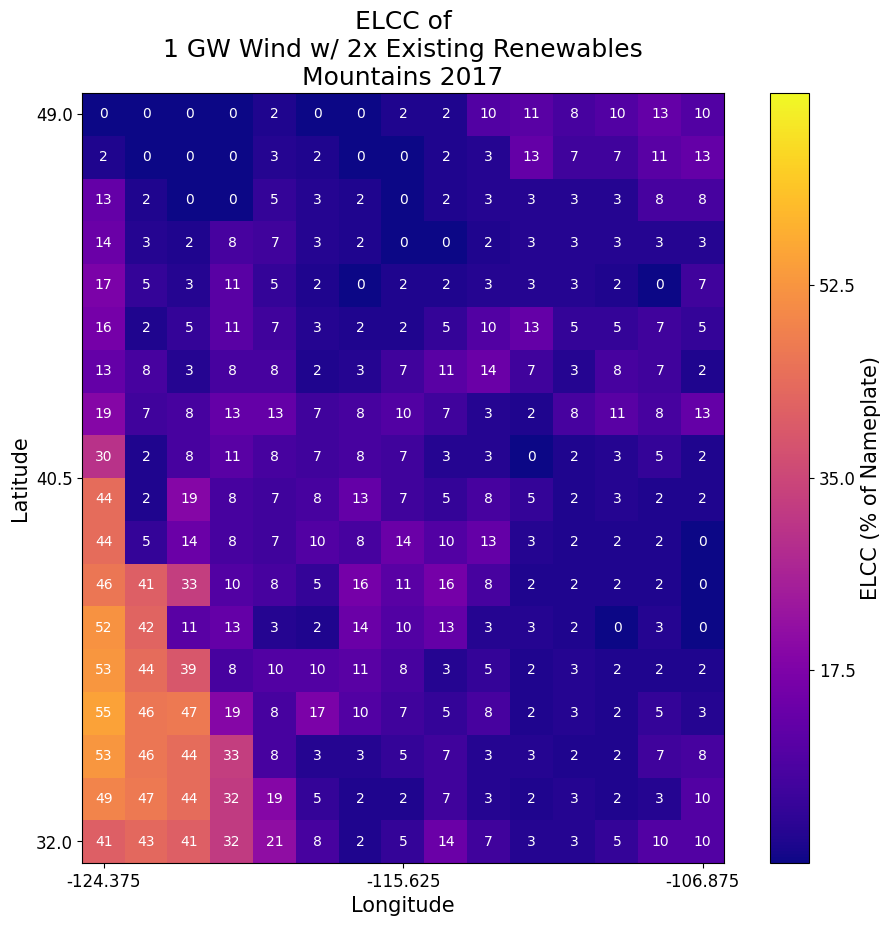 ELCC of
1 GW Wind w/ 2x Existing Renewables
Mountains 2017
49.0
0 0 0 0 2 0 0 2 2 10 11 8 10 13 10
2 0 0 0 3 2 0 0 2 3 13 7 7 11 13
13 2 0 0 5 3 2 0 2 3 3 3 3 8 8
14 3 2 8 7 3 2 0 0 2 3 3 3 3 3
17 5 3 11 5 2 0 2 2 3 3 3 2 0 7
52.5
16 2 5 11 7 3 2 2 5 10 13 5 5 7 5
13 8 3 8 8 2 3 7 11 14 7 3 8 7 2
19 7 8 13 13 7 8 10 7 3 2 8 11 8 13
30 2 8 11 8 7 8 7 3 3 0 2 3 5 2
Latitude
40.5
35.0
ELCC (% of Nameplate)
44 2 19 8 7 8 13 7 5 8 5 2 3 2 2
44 5 14 8 7 10 8 14 10 13 3 2 2 2 0
46 41 33 10 8 5 16 11 16 8 2 2 2 2 0
52 42 11 13 3 2 14 10 13 3 3 2 0 3 0
53 44 39 8 10 10 11 8 3 5 2 3 2 2 2
17.5
55 46 47 19 8 17 10 7 5 8 2 3 2 5 3
53 46 44 33 8 3 3 5 7 3 3 2 2 7 8
49 47 44 32 19 5 2 2 7 3 2 3 2 3 10
32.0
41 43 41 32 21 8 2 5 14 7 3 3 5 10 10
-124.375
-115.625
-106.875
Longitude